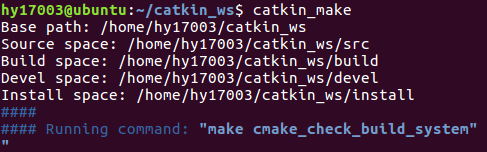 hy17003@ubuntu:~/catkin_ws$ catkin_make
Base path: /home/hy17003/catkin_ws
Source space: /home/hy17003/catkin_ws/src
Build space: /home/hy17003/catkin_ws/build
Devel space: /home/hy17003/catkin_ws/devel
Install space: /home/hy17003/catkin_ws/install
####
#### Running command: "make cmake_check_build_system"
"